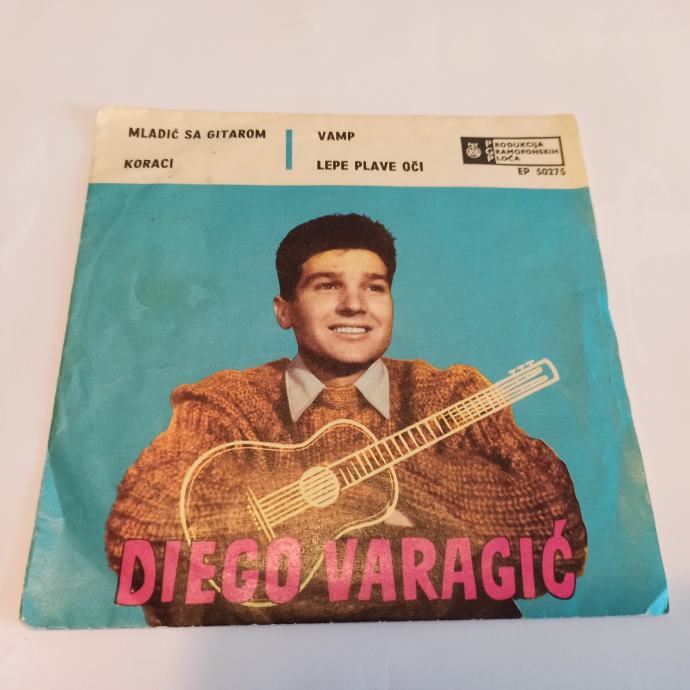 MLADIĆ SA GITAROM
KORACI
VAMP
LEPE PLAVE OČI
PRODUKCIJA
GRAMOFONSKIH
PLOČA
EP 50275
DIEGO VARAGIĆ